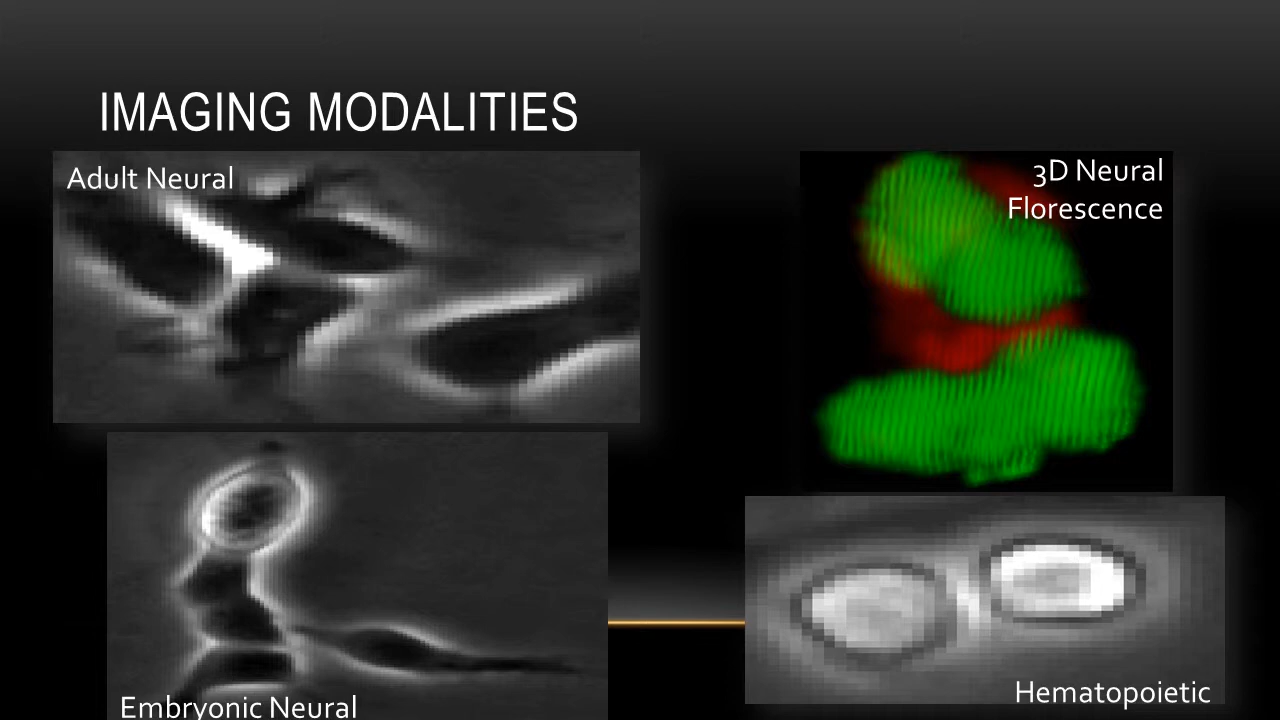 IMAGING MODALITIES
Adult Neural
3D Neural
Florescence
Embryonic Neural
Hematopoietic